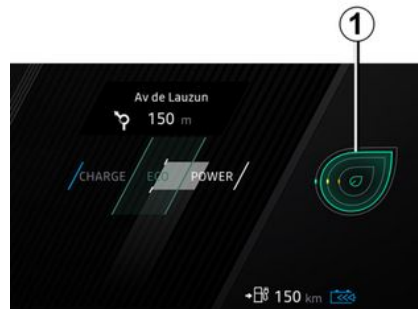 1
Av de Lauzun
150 m
CHARGE ECO POWER
150 km